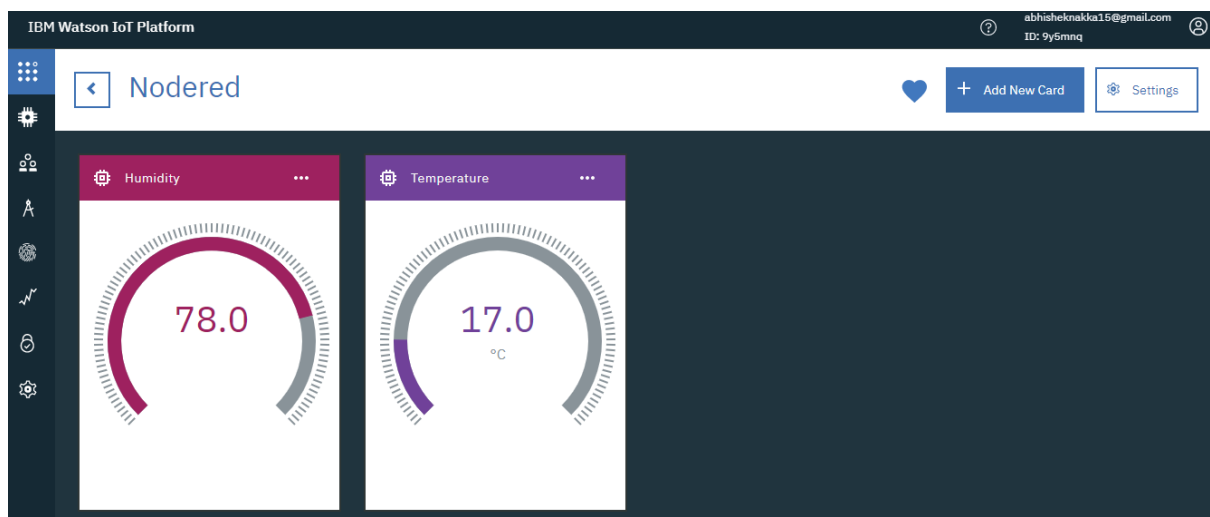 IBM Watson IoT Platform
abhisheknakka15@gmail.com
ID: 9y5mnq
Nodered
+ Add New Card
Settings
Humidity
Temperature
78.0
17.0
°C